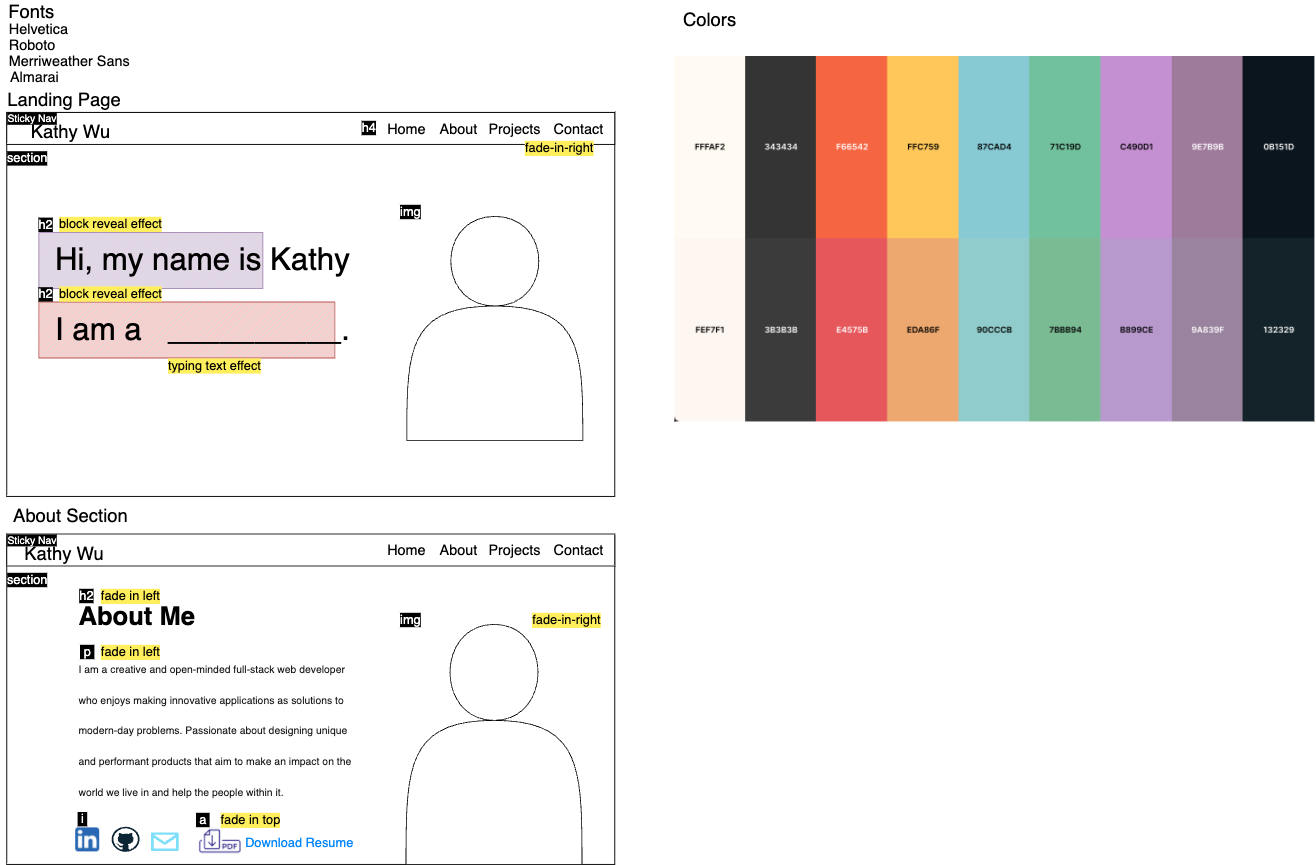 Fonts
Helvetica
Roboto
Merriweather Sans
Almarai
Colors
FFFAF2 343434 F66542 FFC759 87CAD4 71C19D C490D1 9E7B9B 0B151D
FEF7F1 3B3B3B E4575B EDA86F 90CCCB 7BBB94 B899CE 9A839F 132329
Landing Page
Sticky Nav
Kathy Wu h4 Home About Projects Contact
fade-in-right
section
img
h2 block reveal effect
Hi, my name is Kathy
h2 block reveal effect
I am a ____________.
typing text effect
About Section
Sticky Nav
Kathy Wu Home About Projects Contact
section
h2 fade in left
About Me
img fade-in-right
p fade in left
I am a creative and open-minded full-stack web developer
who enjoys making innovative applications as solutions to
modern-day problems. Passionate about designing unique
and performant products that aim to make an impact on the
world we live in and help the people within it.
i a fade in top
in PDF Download Resume